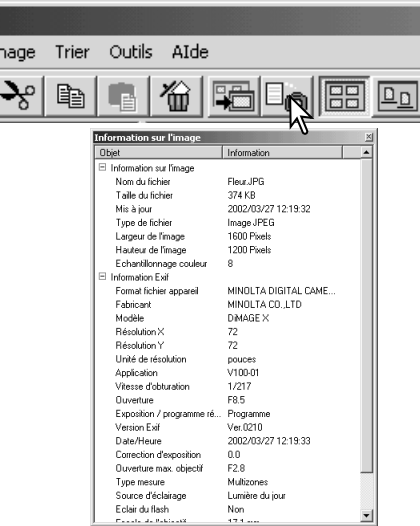 mage Trier Outils AIde
Information sur l'image
Objet Information
Information sur l'image
Nom du fichier Fleur.JPG
Taille du fichier 374 KB
Mis à jour 2002/03/27 12:19:32
Type de fichier Image JPEG
Largeur de l'image 1600 Pixels
Hauteur de l'image 1200 Pixels
Echantillonnage couleur 8
Information Exif
Format fichier appareil MINOLTA DIGITAL CAME...
Fabricant MINOLTA CO.,LTD
Modèle DiMAGE X
Résolution X 72
Résolution Y 72
Unité de résolution pouces
Application V100-01
Vitesse d'obturation 1/217
Ouverture F8.5
Exposition / programme ré... Programme
Version Exif Ver.0210
Date/Heure 2002/03/27 12:19:33
Correction d'exposition 0.0
Ouverture max. objectif F2.8
Type mesure Multizones
Source d'éclairage Lumière du jour
Eclair du flash Non